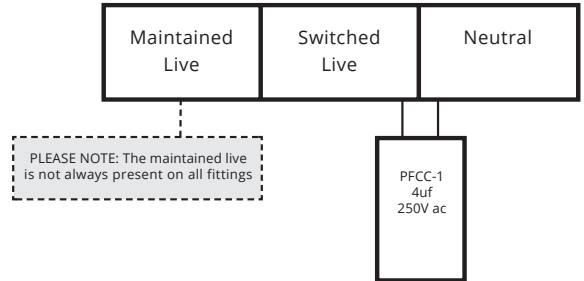 Maintained
Live
Switched
Live
Neutral
PLEASE NOTE: The maintained live
is not always present on all fittings
PFCC-1
4uf
250V ac